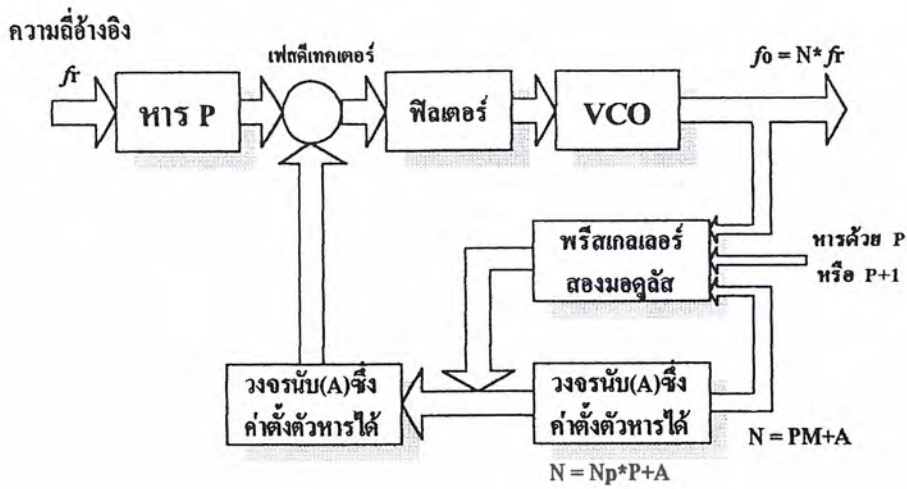 ความถี่อ้างอิง
fr
หาร P
เฟสดีเทคเตอร์
ฟิลเตอร์
VCO
fo = N* fr
พรีสเกลเลอร์
สองมอดูลัส
หารด้วย P
หรือ P+1
วงจรนับ(A)ซึ่ง
ค่าตั้งตัวหารได้
วงจรนับ(A)ซึ่ง
ค่าตั้งตัวหารได้
N = PM+A
N = Np*P+A